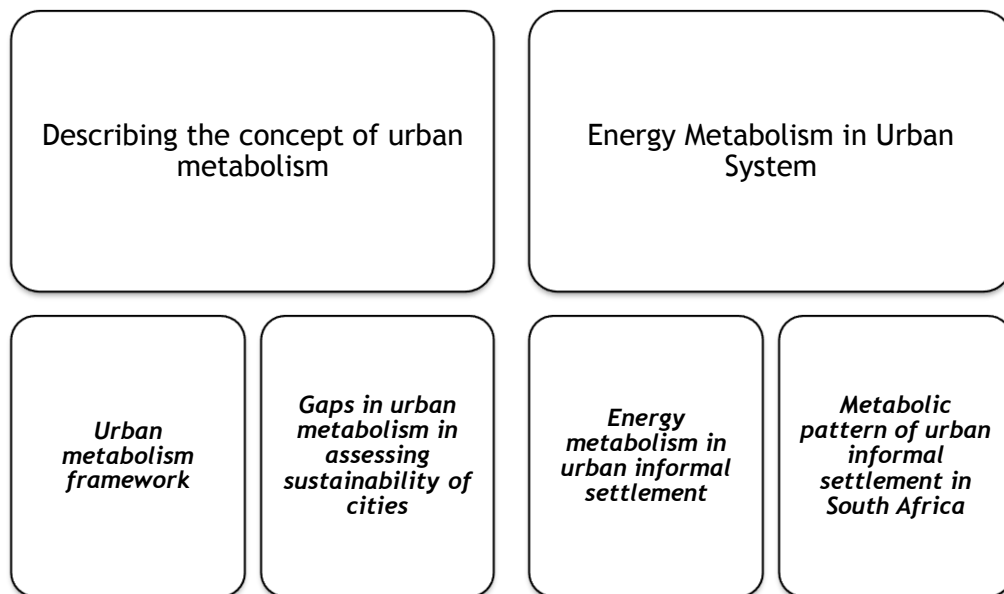 Describing the concept of urban
metabolism
Energy Metabolism in Urban
System
Urban
metabolism
framework
Gaps in urban
metabolism in
assessing
sustainability of
cities
Energy
metabolism in
urban informal
settlement
Metabolic
pattern of urban
informal
settlement in
South Africa